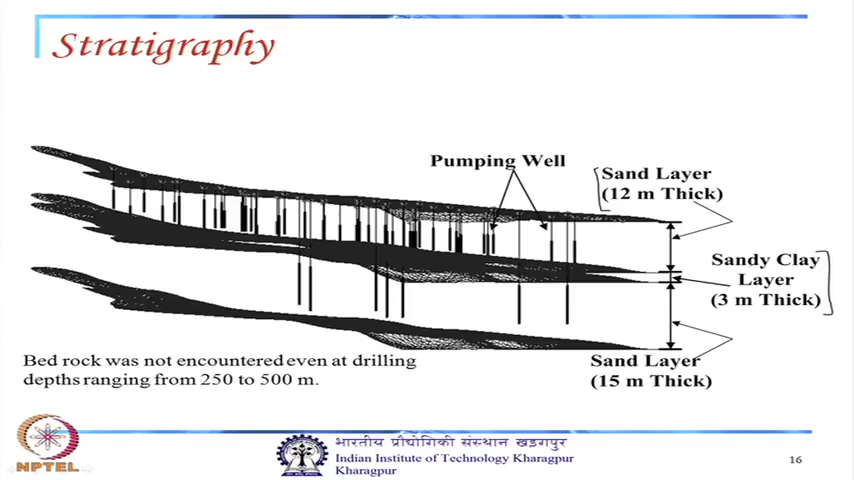 Stratigraphy
Pumping Well
Sand Layer
(12 m Thick)
Sandy Clay
Layer
(3 m Thick)
Sand Layer
(15 m Thick)
Bed rock was not encountered even at drilling
depths ranging from 250 to 500 m.
NPTEL
भारतीय प्रौद्योगिकी संस्थान खड़गपुर
Indian Institute of Technology Kharagpur
Kharagpur
16